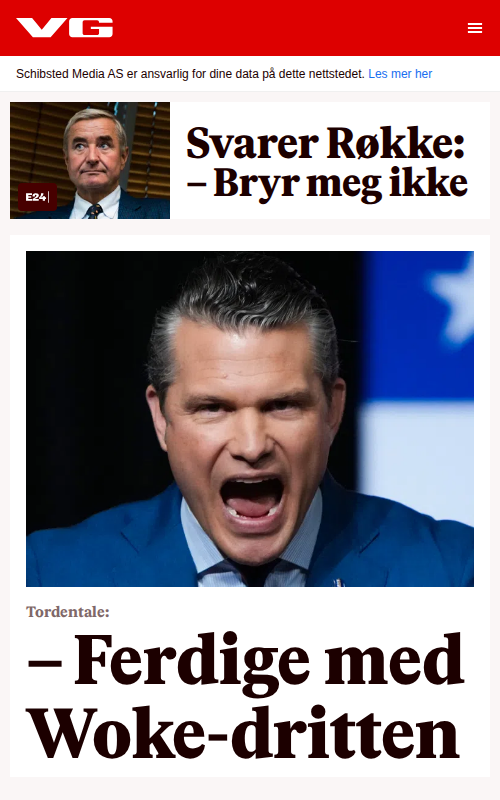 VG
Schibsted Media AS er ansvarlig for dine data på dette nettstedet. Les mer her
Svarer Røkke:
– Bryr meg ikke
E24
Tordentale:
– Ferdige med
Woke-dritten